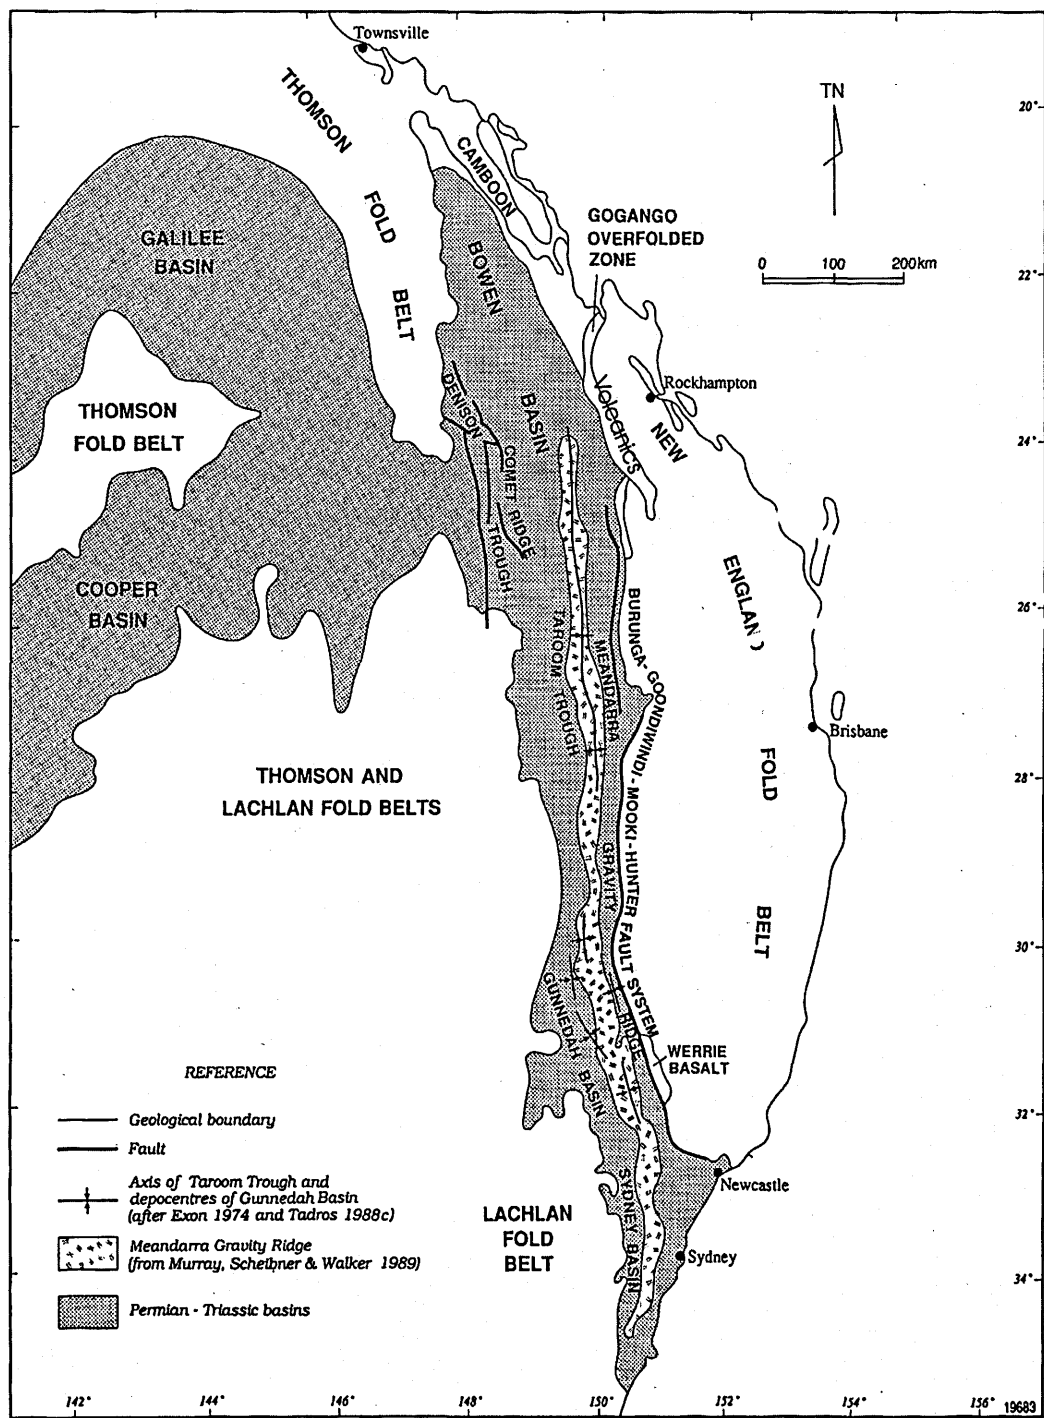 Townsville
TN
20°
THOMSON
FOLD
BELT
CAMBOON
GOGANGO
OVERFOLDED
ZONE
GALILEE
BASIN
BOWEN
BASIN
0 100 200km
22°
Volcanics
Rockhampton
THOMSON
FOLD BELT
DENISON
TROUGH
COMET RIDGE
NEW
ENGLAND
FOLD
BELT
24°
COOPER
BASIN
26°
TAROOM TROUGH
MEANDARRA
GRAVITY
RIDGE
BURUNGA-GOONDIWINDI-MOOKI-HUNTER FAULT SYSTEM
Brisbane
THOMSON AND
LACHLAN FOLD BELTS
28°
30°
GUNNEDAH BASIN
WERRIE
BASALT
32°
REFERENCE
Geological boundary
Fault
Axis of Taroom Trough and
depocentres of Gunnedah Basin
(after Exon 1974 and Tadros 1988c)
Meandarra Gravity Ridge
(from Murray, Scheibner & Walker 1989)
Permian - Triassic basins
LACHLAN
FOLD
BELT
SYDNEY BASIN
Newcastle
Sydney
34°
142° 144° 146° 148° 150° 152° 154° 156°
19683